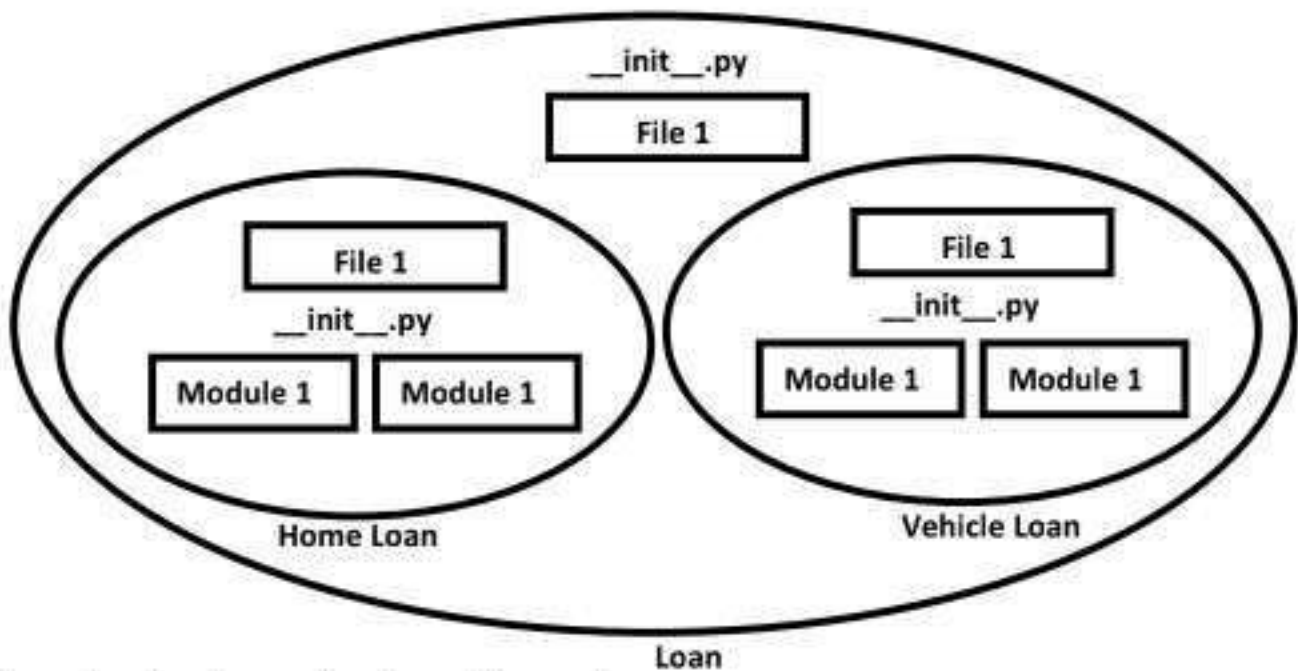 __init__.py
File 1
File 1
__init__.py
Module 1 Module 1
Home Loan
File 1
__init__.py
Module 1 Module 1
Vehicle Loan
Loan